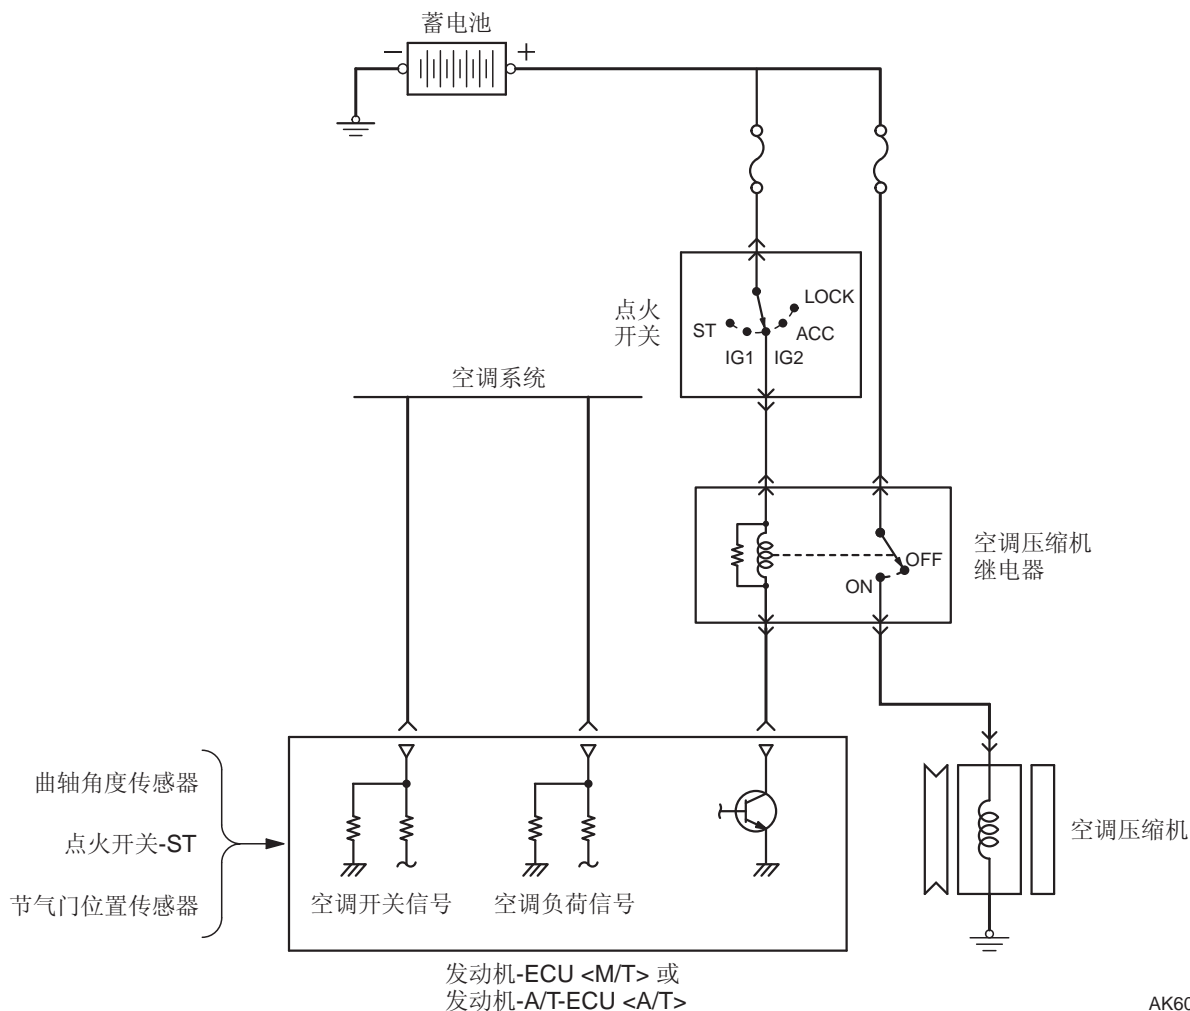 蓄电池
−
+
点火
开关
LOCK
ST
ACC
IG1
IG2
空调系统
OFF
ON
空调压缩机
继电器
曲轴角度传感器
点火开关-ST
节气门位置传感器
空调开关信号
空调负荷信号
空调压缩机
发动机-ECU <M/T> 或
发动机-A/T-ECU <A/T>
AK60